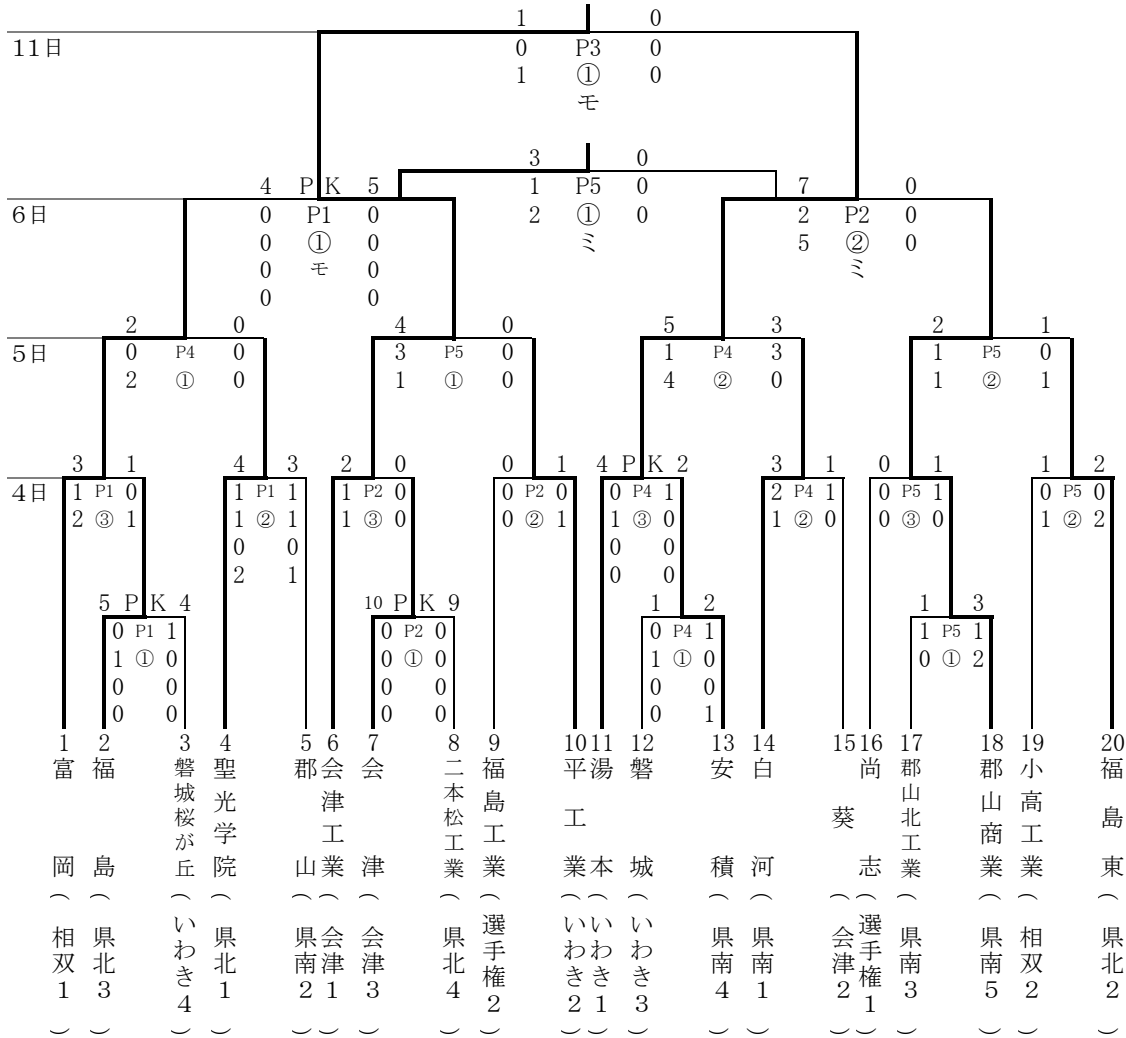 1 0
11日 0 P3 0
1 ① 0
モ
3 0
4 P K 5 1 P5 0 7 0
6日 0 P1 0 2 ① 0 2 P2 0
0 ① 0 ミ 5 ② 0
0 モ 0 ミ
0 0
2 0 4 0 5 3 2 1
5日 0 P4 0 3 P5 0 1 P4 3 1 P5 0
2 ① 0 1 ① 0 4 ② 0 1 ② 1
3 1 4 3 2 0 0 1 4 P K 2 3 1 0 1 1 2
4日 1 P1 0 1 P1 1 1 P2 0 0 P2 0 0 P4 1 2 P4 1 0 P5 1 0 P5 0
2 ③ 1 1 ② 1 1 ③ 0 0 ② 1 1 ③ 0 1 ② 0 0 ③ 0 1 ② 2
0 0 0 0
2 1 0 0
5 P K 4 10 P K 9 1 2 1 3
0 P1 1 0 P2 0 0 P4 1 1 P5 1
1 ① 0 0 ① 0 1 ① 0 0 ① 2
0 0 0 0 0 0
0 0 0 0 0 1
1 富岡(相双1)
2 福島(県北3)
3 磐城桜が丘(いわき4)
4 聖光学院(県北1)
5 郡山(県南2)
6 会津工業(会津1)
7 会津(会津3)
8 二本松工業(県北4)
9 福島工業(選手権2)
10 平工業(いわき2)
11 湯本(いわき1)
12 磐城(いわき3)
13 安積(県南4)
14 白河(県南1)
15 葵(会津2)
16 尚志(選手権1)
17 郡山北工業(県南3)
18 郡山商業(県南5)
19 小高工業(相双2)
20 福島東(県北2)